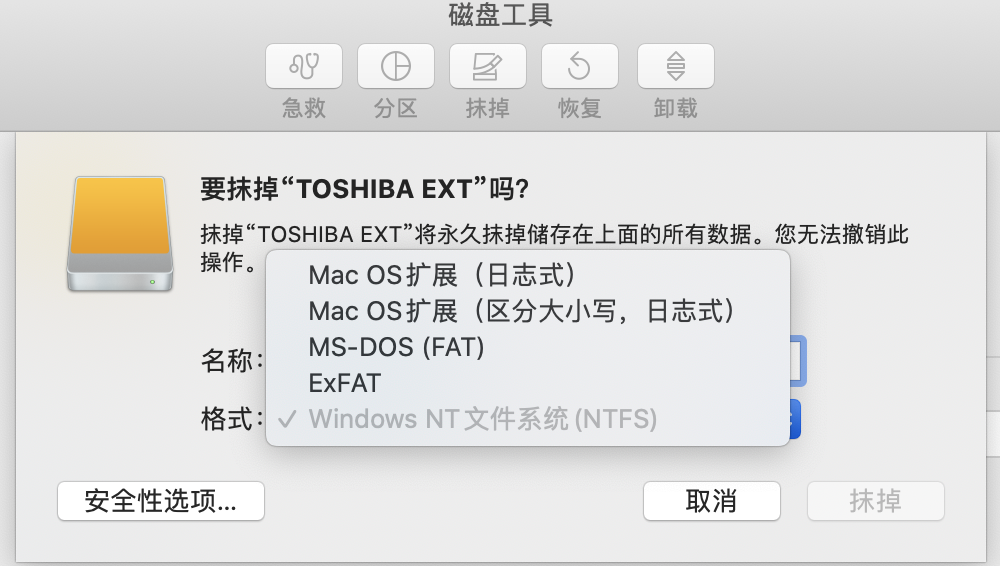 磁盘工具
急救 分区 抹掉 恢复 卸载
要抹掉“TOSHIBA EXT”吗?
抹掉“TOSHIBA EXT”将永久抹掉储存在上面的所有数据。您无法撤销此
操作。
Mac OS扩展（日志式）
Mac OS扩展（区分大小写，日志式）
名称:
MS-DOS (FAT)
ExFAT
格式: ✓ Windows NT文件系统(NTFS)
安全性选项... 取消 抹掉